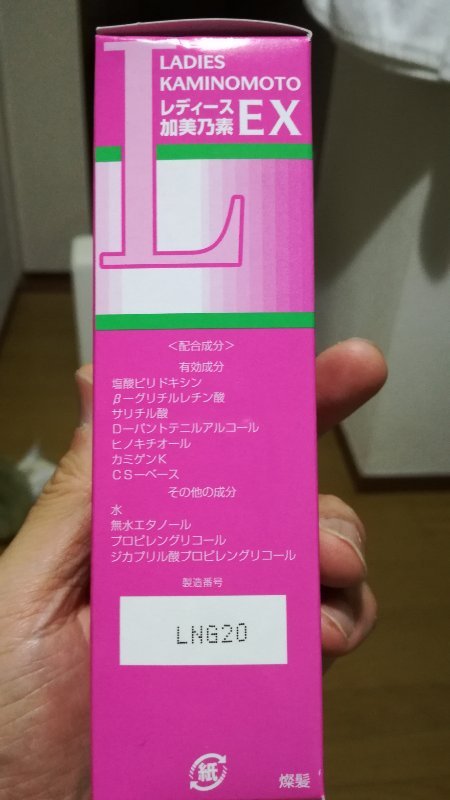 L
LADIES
KAMINOMOTO
レディース
加美乃素 EX
＜配合成分＞
有効成分
塩酸ピリドキシン
β－グリチルレチン酸
サリチル酸
D－パントテニルアルコール
ヒノキチオール
カミゲンK
CS－ベース
その他の成分
水
無水エタノール
プロピレングリコール
ジカプリル酸プロピレングリコール
製造番号
LNG20
紙
燦髪